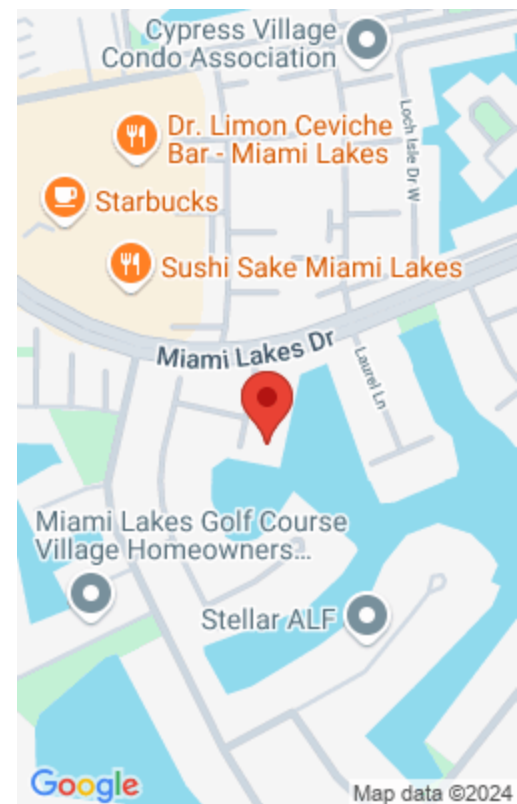 Cypress Village
Condo Association
Loch Isle Dr W
Dr. Limon Ceviche
Bar - Miami Lakes
Starbucks
Sushi Sake Miami Lakes
Miami Lakes Dr
Laurel Ln
Miami Lakes Golf Course
Village Homeowners...
Stellar ALF
Google
Map data ©2024